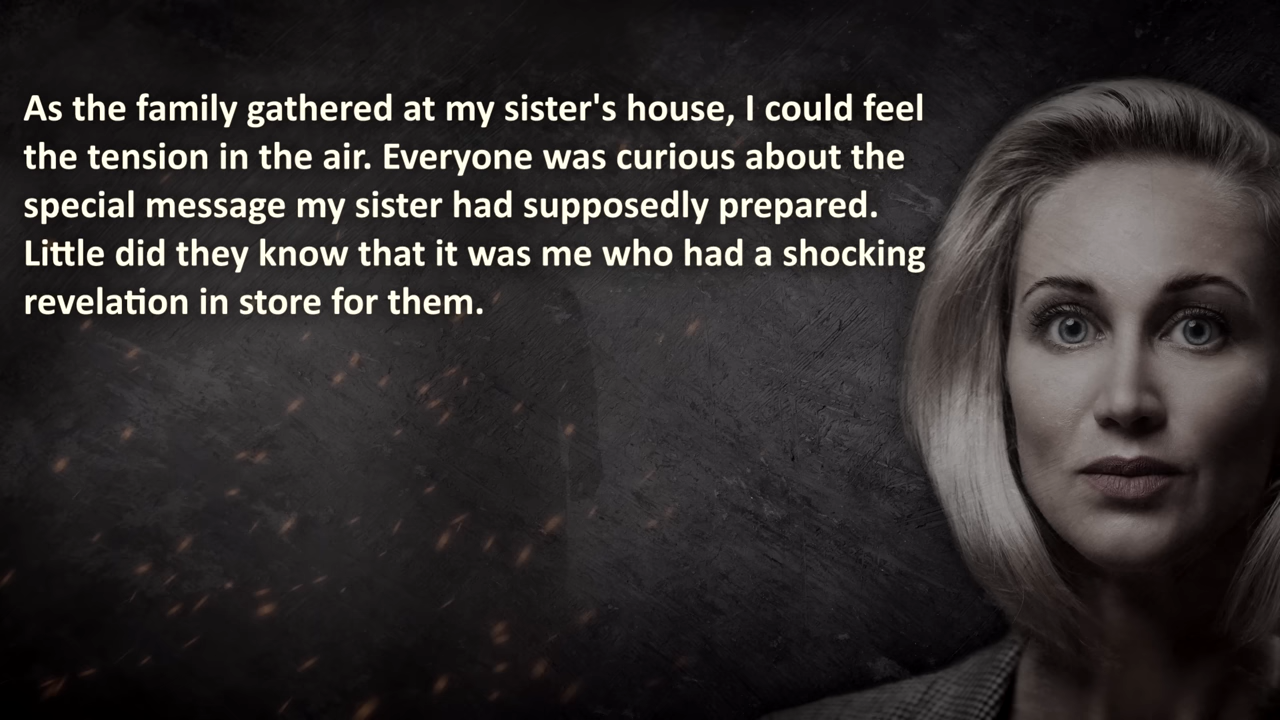 As the family gathered at my sister's house, I could feel
the tension in the air. Everyone was curious about the
special message my sister had supposedly prepared.
Little did they know that it was me who had a shocking
revelation in store for them.